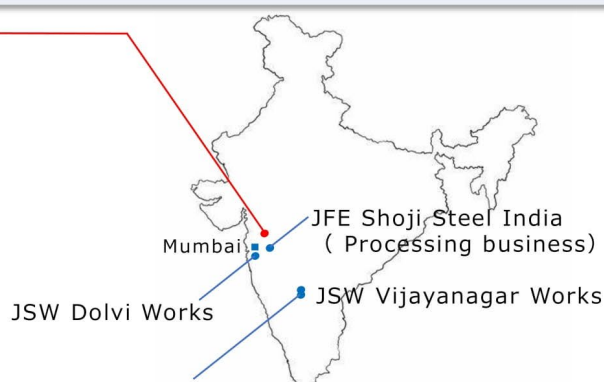 JFE Shoji Steel India
Mumbai
( Processing business)
JSW Dolvi Works
JSW Vijayanagar Works